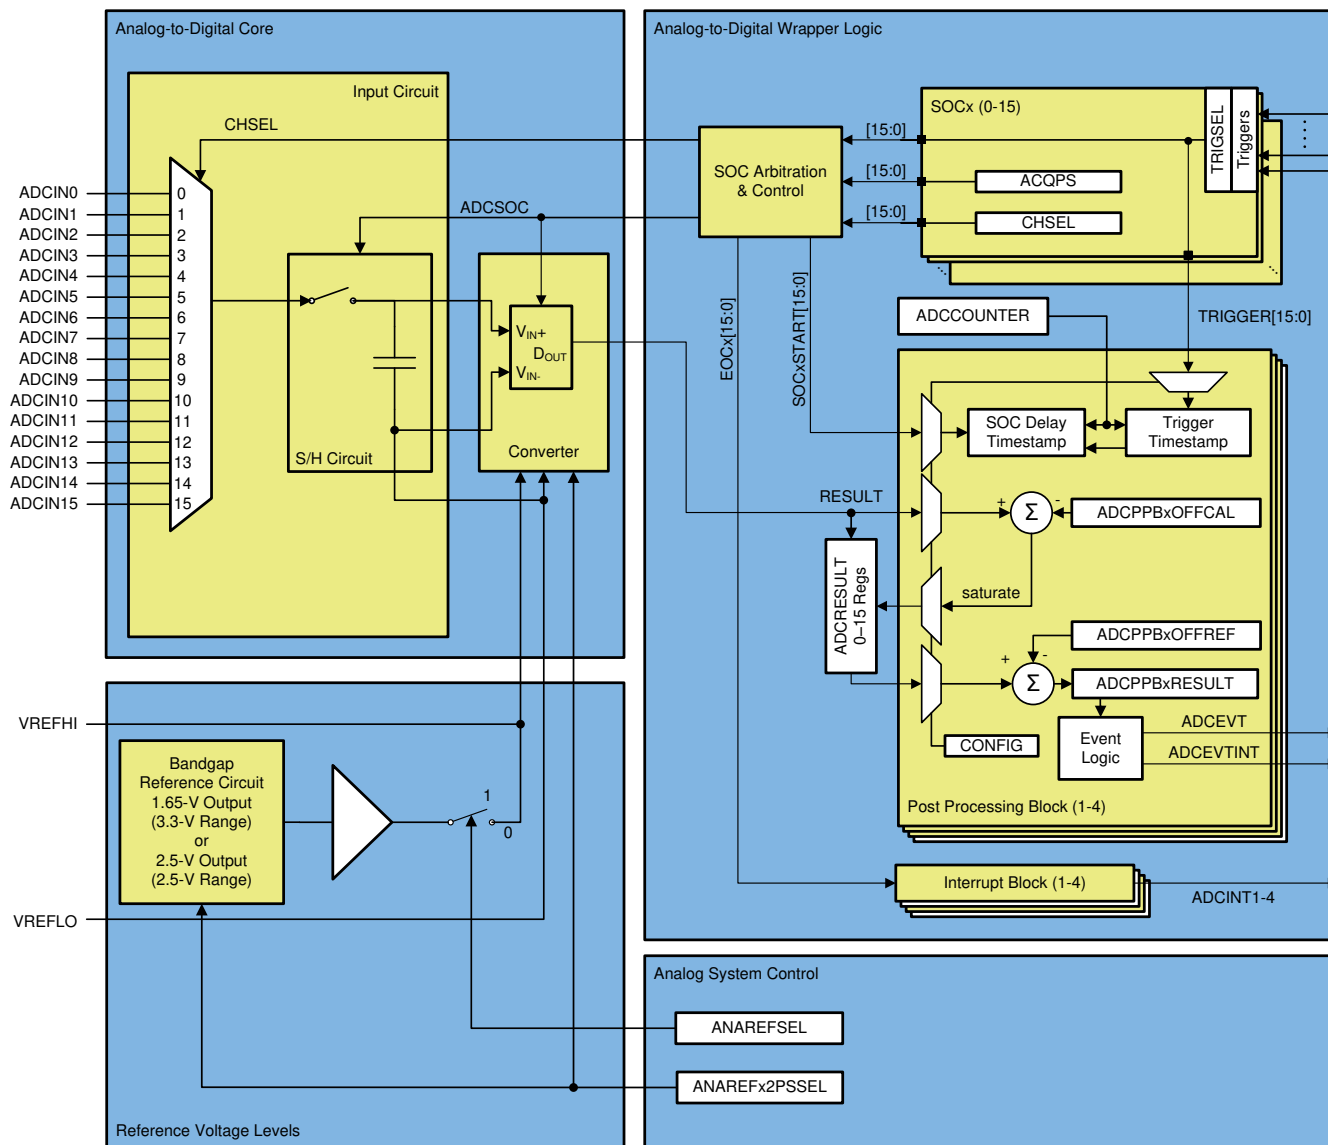 Analog-to-Digital Core
Input Circuit
CHSEL
ADCIN0
ADCIN1
ADCIN2
ADCIN3
ADCIN4
ADCIN5
ADCIN6
ADCIN7
ADCIN8
ADCIN9
ADCIN10
ADCIN11
ADCIN12
ADCIN13
ADCIN14
ADCIN15
0
1
2
3
4
5
6
7
8
9
10
11
12
13
14
15
ADCSOC
S/H Circuit
VIN+
DOUT
VIN-
Converter
Analog-to-Digital Wrapper Logic
SOC Arbitration
& Control
[15:0]
[15:0]
[15:0]
SOCx (0-15)
ACQPS
CHSEL
TRIGSEL
Triggers
EOCx[15:0]
SOCxSTART[15:0]
TRIGGER[15:0]
ADCCOUNTER
SOC Delay
Timestamp
Trigger
Timestamp
RESULT
+
Σ
-
ADCPPBxOFFCAL
ADCRESULT
0–15 Regs
saturate
ADCPPBxOFFREF
+
-
Σ
ADCPPBxRESULT
CONFIG
Event
Logic
ADCEVT
ADCEVTINT
Post Processing Block (1-4)
Interrupt Block (1-4)
ADCINT1-4
VREFHI
Bandgap
Reference Circuit
1.65-V Output
(3.3-V Range)
or
2.5-V Output
(2.5-V Range)
1
0
VREFLO
Reference Voltage Levels
Analog System Control
ANAREFSEL
ANAREFx2PSSEL